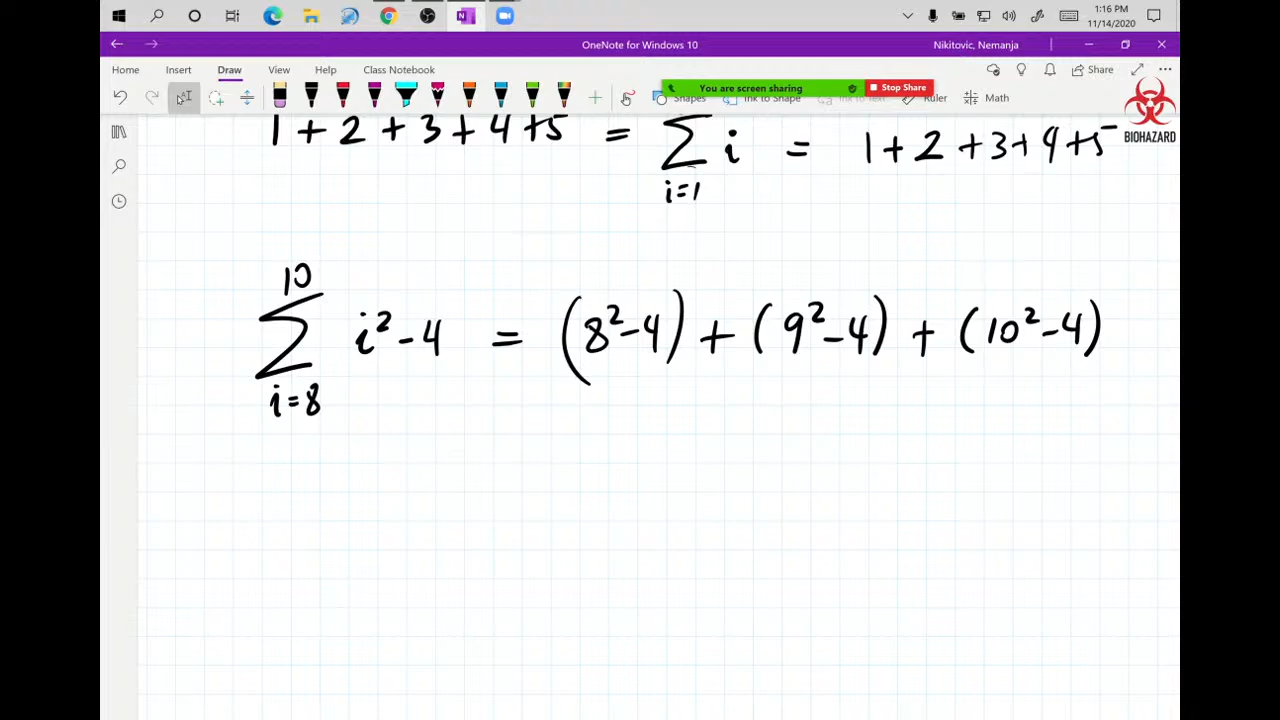 1:16 PM
11/14/2020
OneNote for Windows 10
Nikitovic, Nemanja
Home Insert Draw View Help Class Notebook Share
You are screen sharing Stop Share
Shapes Ink to Shape Ink to Text Ruler Math
BIOHAZARD
1 + 2 + 3 + 4 + 5 = ∑ i = 1 + 2 + 3 + 4 + 5
i=1
10
∑ i² - 4 = (8² - 4) + (9² - 4) + (10² - 4)
i=8